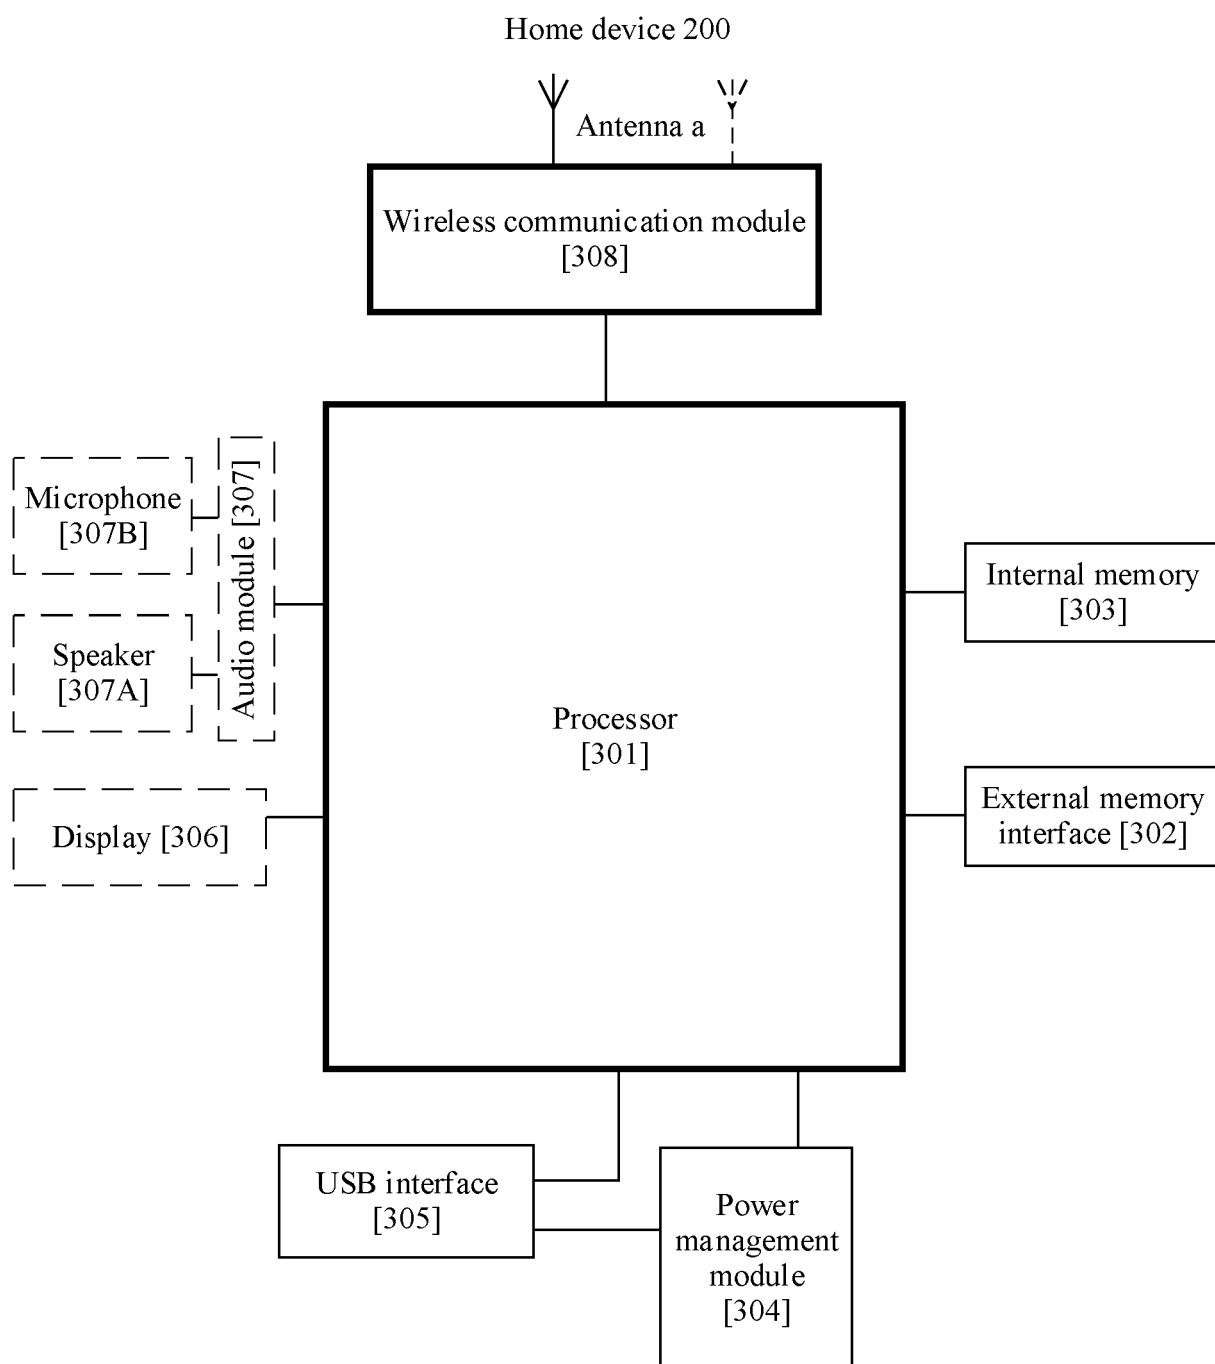 Home device 200
Antenna a
Wireless communication module
[308]
Microphone
[307B]
Speaker
[307A]
Audio module [307]
Display [306]
Processor
[301]
Internal memory
[303]
External memory
interface [302]
USB interface
[305]
Power
management
module
[304]